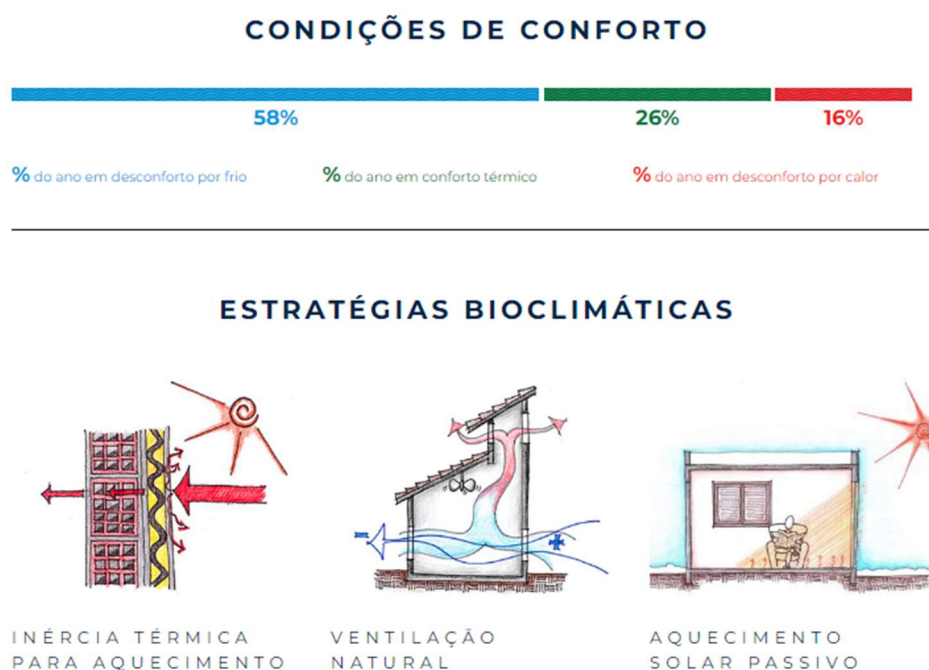 CONDIÇÕES DE CONFORTO
58% 26% 16%
% do ano em desconforto por frio % do ano em conforto térmico % do ano em desconforto por calor
ESTRATÉGIAS BIOCLIMÁTICAS
INÉRCIA TÉRMICA
PARA AQUECIMENTO
VENTILAÇÃO
NATURAL
AQUECIMENTO
SOLAR PASSIVO